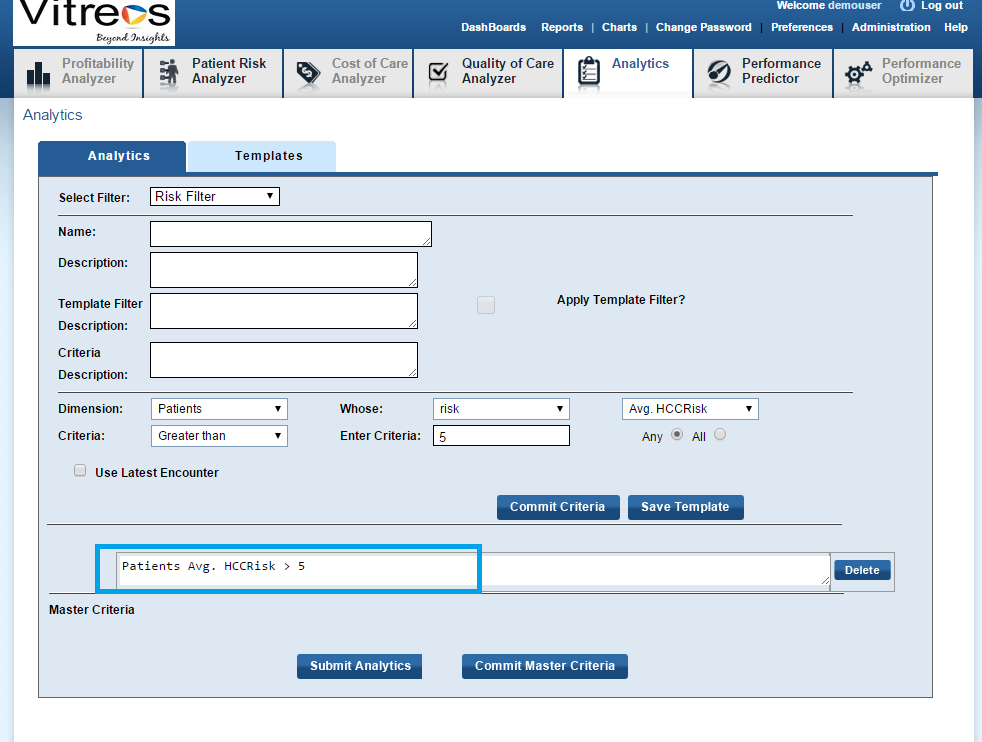 Vitreos
Beyond Insights
Welcome demouser Log out
DashBoards Reports | Charts | Change Password | Preferences | Administration Help
Profitability Analyzer
Patient Risk Analyzer
Cost of Care Analyzer
Quality of Care Analyzer
Analytics
Performance Predictor
Performance Optimizer
Analytics
Analytics Templates
Select Filter: Risk Filter
Name:
Description:
Template Filter Description:
Apply Template Filter?
Criteria Description:
Dimension: Patients Whose: risk Avg. HCCRisk
Criteria: Greater than Enter Criteria: 5 Any All
Use Latest Encounter
Commit Criteria Save Template
Patients Avg. HCCRisk > 5 Delete
Master Criteria
Submit Analytics Commit Master Criteria